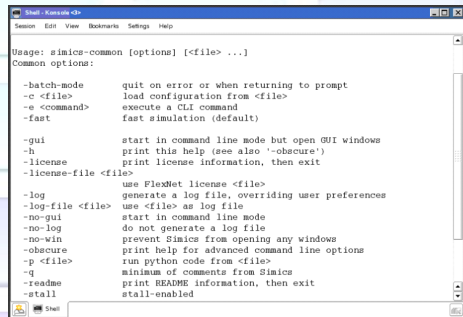 Shell - Konsole <3>
Session Edit View Bookmarks Settings Help
Usage: simics-common [options] [<file> ...]
Common options:
-batch-mode quit on error or when returning to prompt
-c <file> load configuration from <file>
-e <command> execute a CLI command
-fast fast simulation (default)
-gui start in command line mode but open GUI windows
-h print this help (see also '-obscure')
-license print license information, then exit
-license-file <file>
use FlexNet license <file>
-log generate a log file, overriding user preferences
-log-file <file> use <file> as log file
-no-gui start in command line mode
-no-log do not generate a log file
-no-win prevent Simics from opening any windows
-obscure print help for advanced command line options
-p <file> run python code from <file>
-q minimum of comments from Simics
-readme print README information, then exit
-stall stall-enabled
Shell